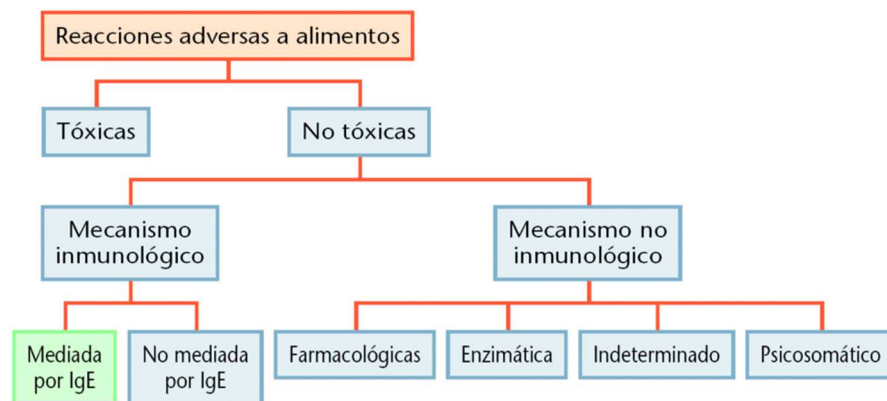 Reacciones adversas a alimentos
Tóxicas
No tóxicas
Mecanismo
inmunológico
Mecanismo no
inmunológico
Mediada
por IgE
No mediada
por IgE
Farmacológicas
Enzimática
Indeterminado
Psicosomático